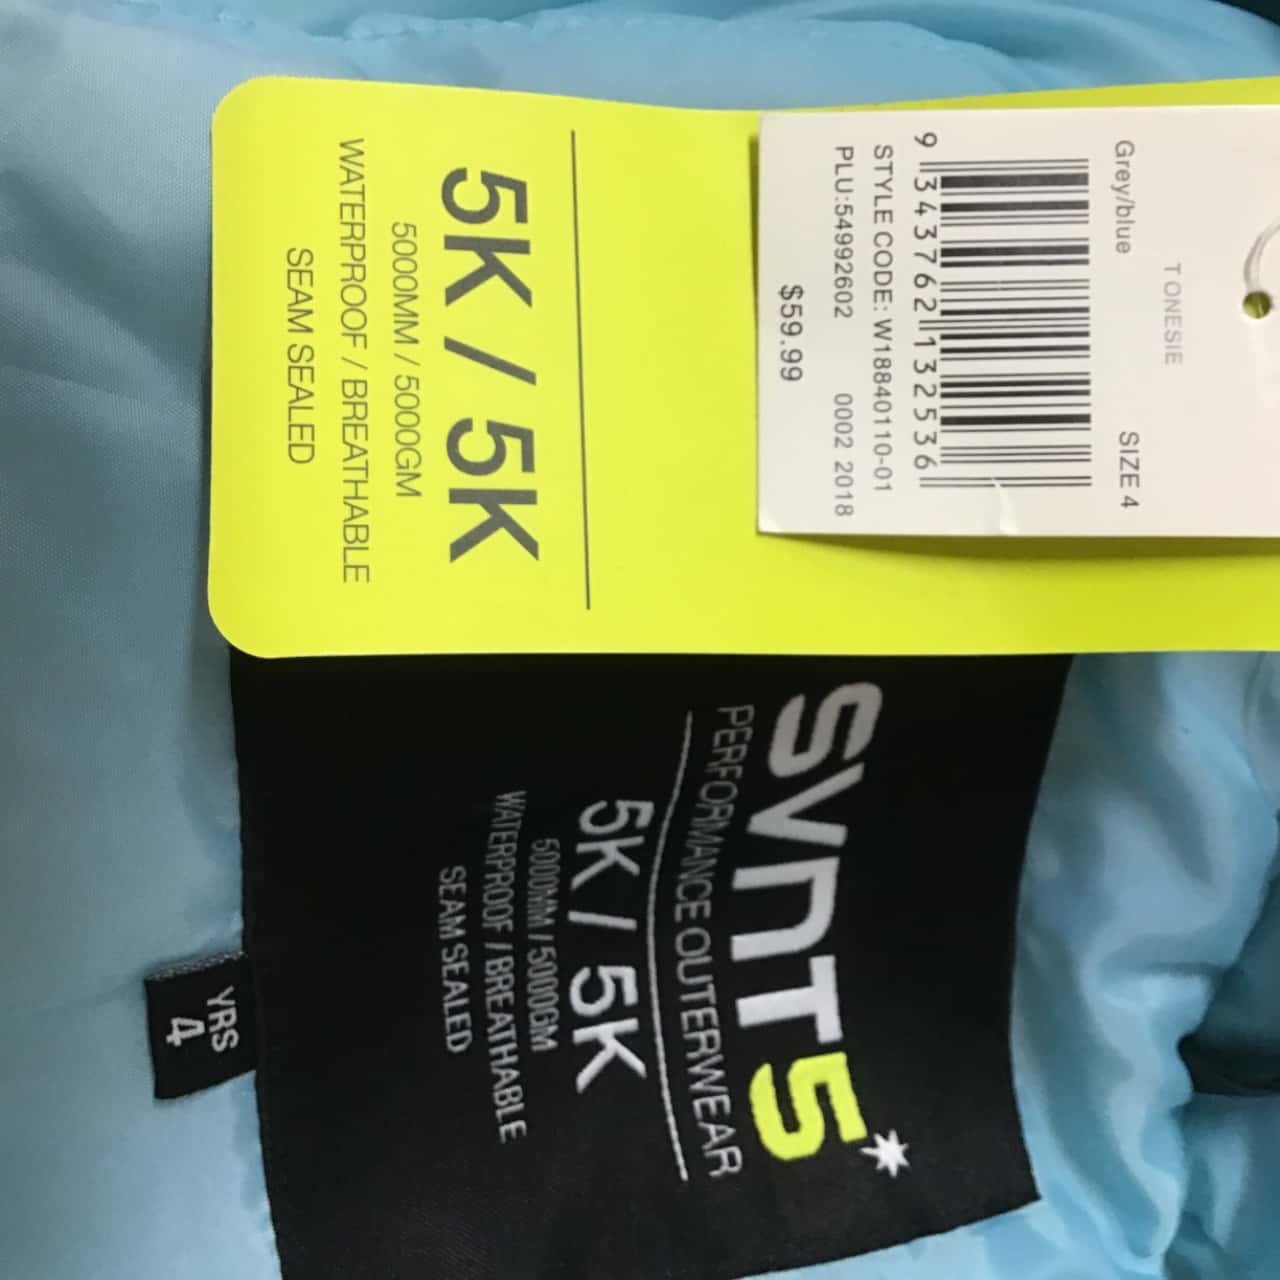 TONESIE
Grey/blue SIZE 4
9 343762 132536
STYLE CODE: W18840110-01
PLU:54992602 0002 2018
$59.99
5K / 5K
5000MM / 5000GM
WATERPROOF / BREATHABLE
SEAM SEALED
SVNT5*
PERFORMANCE OUTERWEAR
5K / 5K
5000MM / 5000GM
WATERPROOF / BREATHABLE
SEAM SEALED
YRS
4